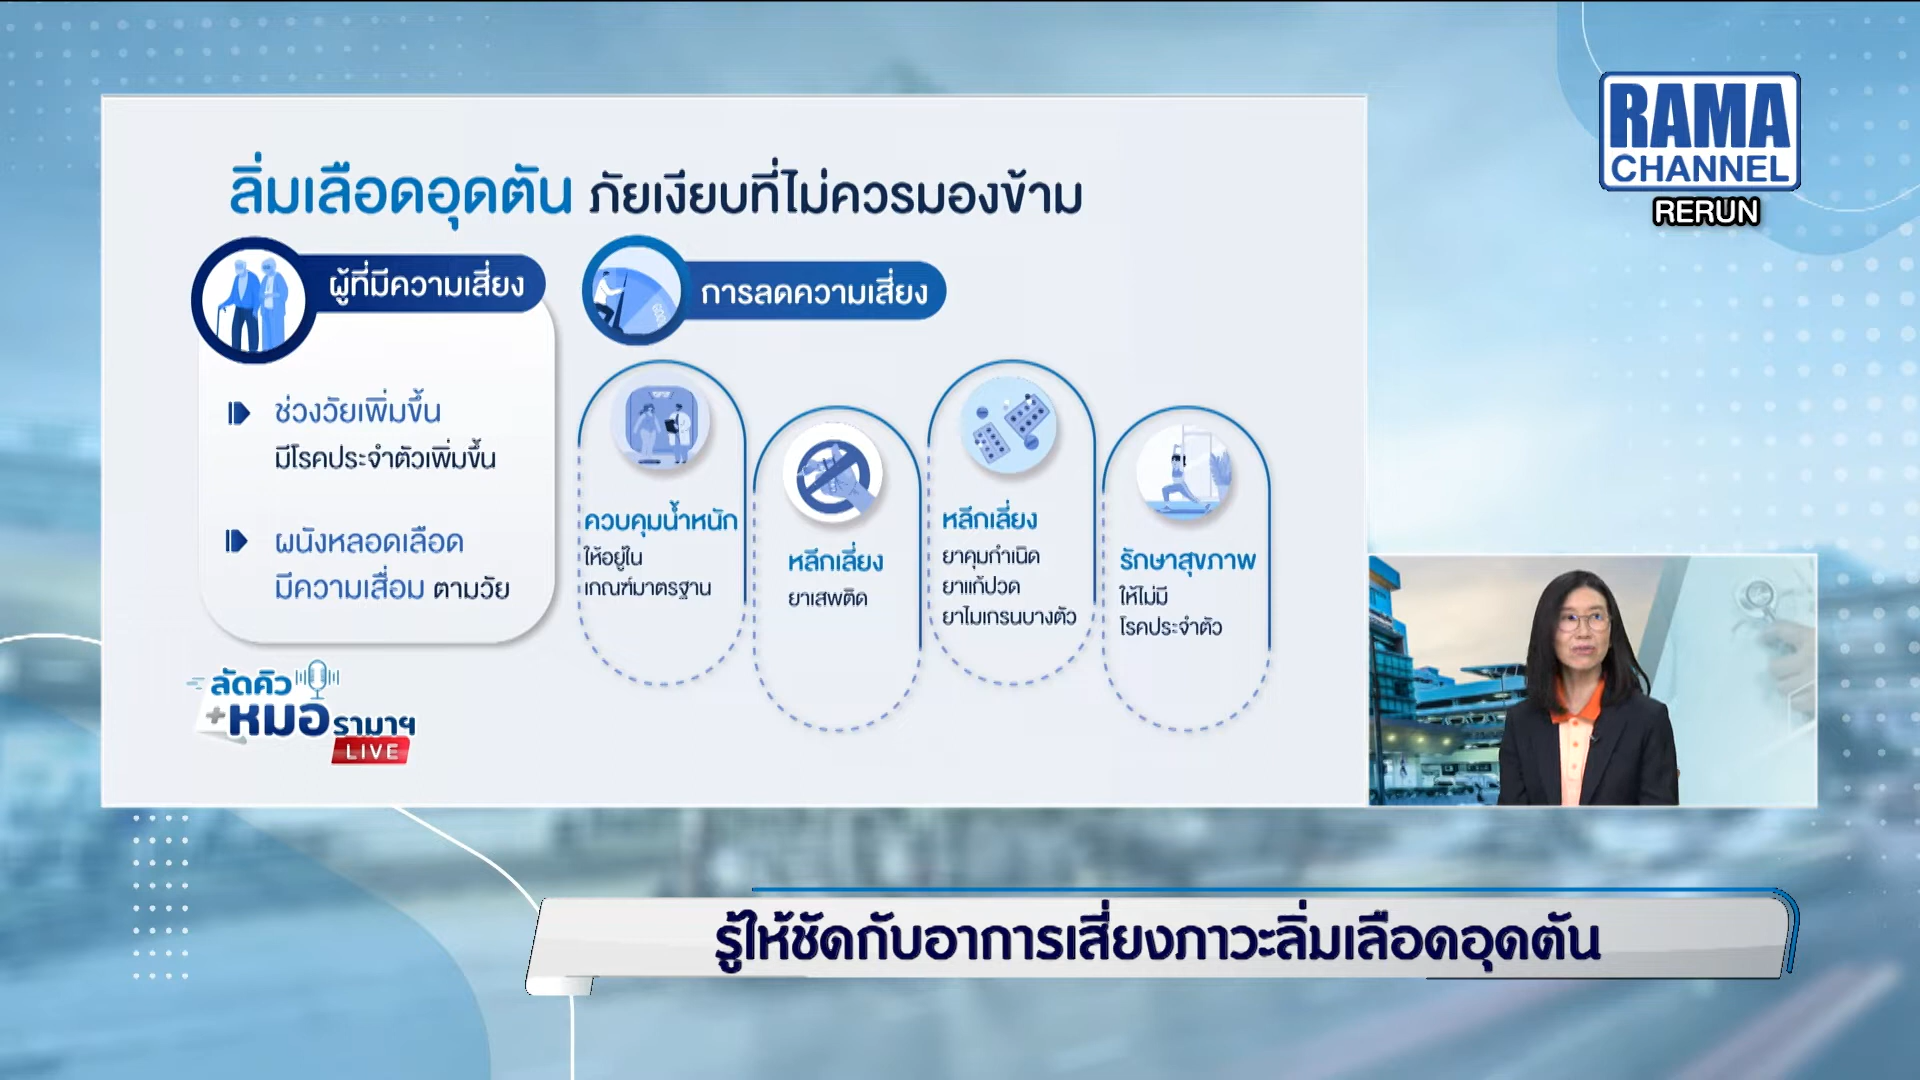 RAMA
CHANNEL
RERUN
ลิ่มเลือดอุดตัน ภัยเงียบที่ไม่ควรมองข้าม
ผู้ที่มีความเสี่ยง
ช่วงวัยเพิ่มขึ้น
มีโรคประจำตัวเพิ่มขึ้น
ผนังหลอดเลือด
มีความเสื่อม ตามวัย
การลดความเสี่ยง
ควบคุมน้ำหนัก
ให้อยู่ใน
เกณฑ์มาตรฐาน
หลีกเลี่ยง
ยาเสพติด
หลีกเลี่ยง
ยาคุมกำเนิด
ยาแก้ปวด
ยาไมเกรนบางตัว
รักษาสุขภาพ
ให้ไม่มี
โรคประจำตัว
ลัดคิว
หมอรามาฯ
LIVE
รู้ให้ชัดกับอาการเสี่ยงภาวะลิ่มเลือดอุดตัน